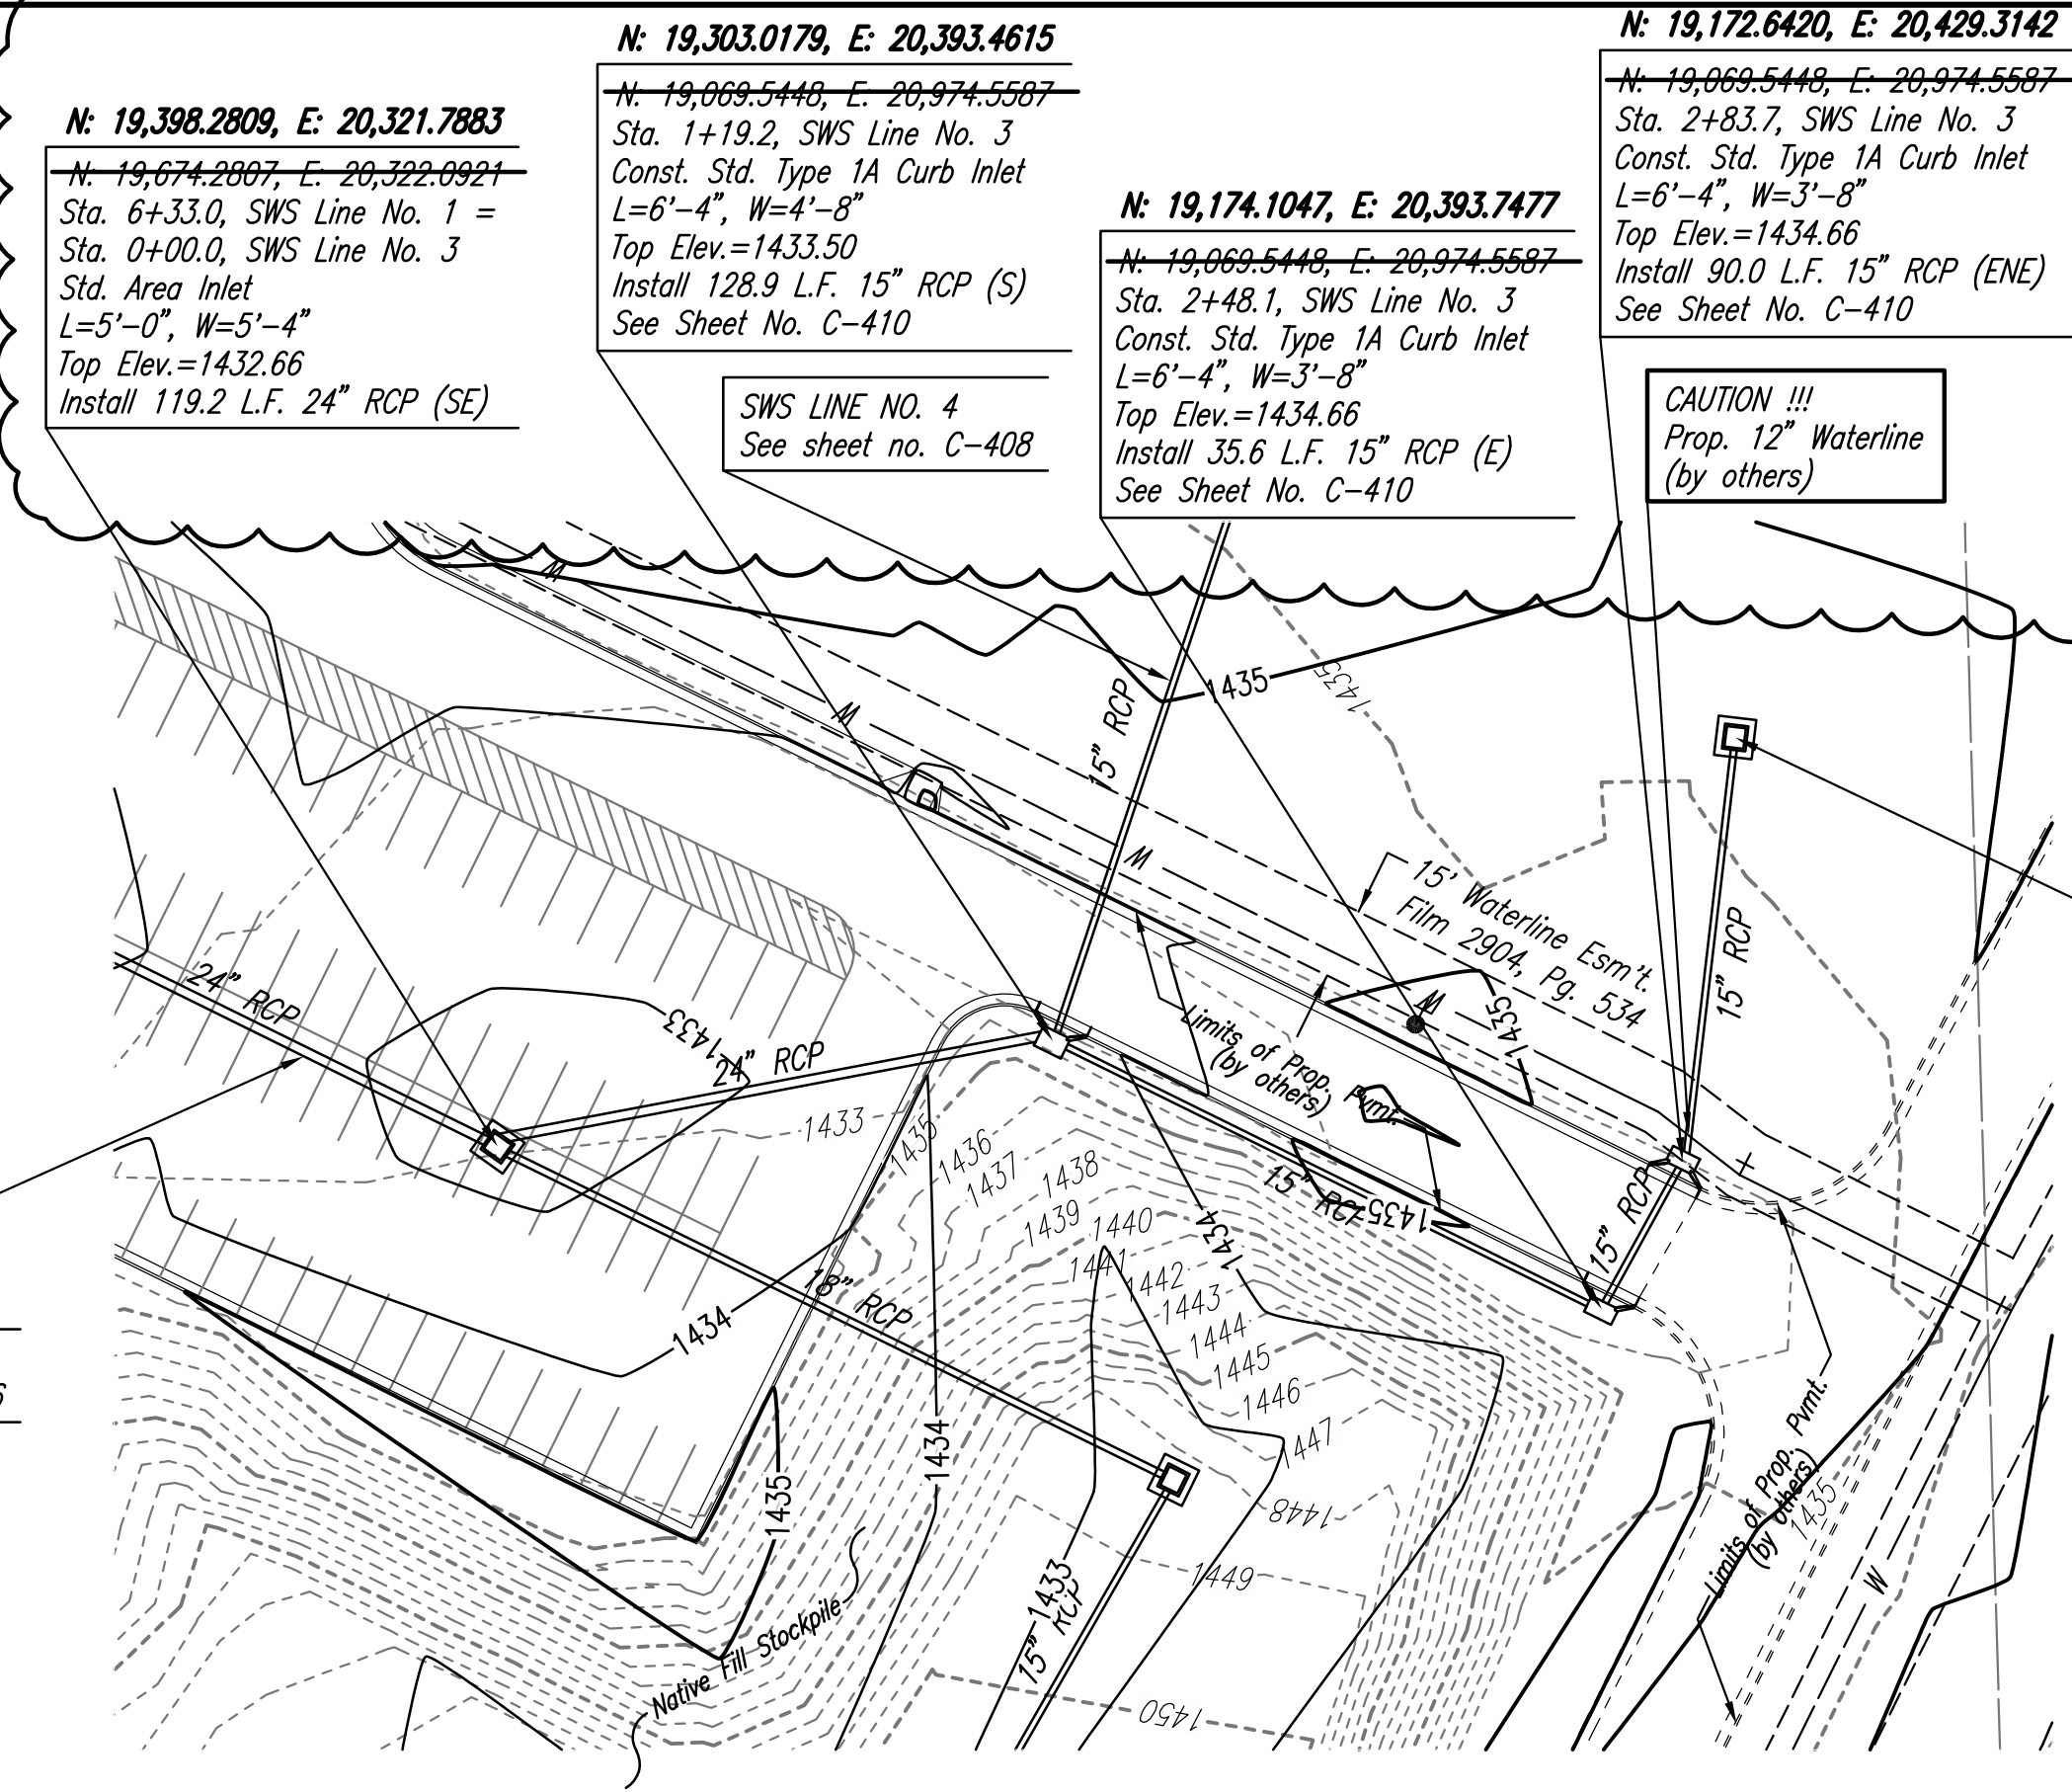 N: 19,398.2809, E: 20,321.7883
N: 19,674.2807, E: 20,322.0921
Sta. 6+33.0, SWS Line No. 1 =
Sta. 0+00.0, SWS Line No. 3
Std. Area Inlet
L=5'-0", W=5'-4"
Top Elev.=1432.66
Install 119.2 L.F. 24" RCP (SE)
N: 19,303.0179, E: 20,393.4615
N: 19,069.5448, E: 20,974.5587
Sta. 1+19.2, SWS Line No. 3
Const. Std. Type 1A Curb Inlet
L=6'-4", W=4'-8"
Top Elev.=1433.50
Install 128.9 L.F. 15" RCP (S)
See Sheet No. C-410
SWS LINE NO. 4
See sheet no. C-408
N: 19,174.1047, E: 20,393.7477
N: 19,069.5448, E: 20,974.5587
Sta. 2+48.1, SWS Line No. 3
Const. Std. Type 1A Curb Inlet
L=6'-4", W=3'-8"
Top Elev.=1434.66
Install 35.6 L.F. 15" RCP (E)
See Sheet No. C-410
N: 19,172.6420, E: 20,429.3142
N: 19,069.5448, E: 20,974.5587
Sta. 2+83.7, SWS Line No. 3
Const. Std. Type 1A Curb Inlet
L=6'-4", W=3'-8"
Top Elev.=1434.66
Install 90.0 L.F. 15" RCP (ENE)
See Sheet No. C-410
CAUTION !!!
Prop. 12" Waterline
(by others)
W
1435
1435
15" RCP
W
W
15' Waterline Esm't.
Film 2904, Pg. 534
15" RCP
24" RCP
1433
24" RCP
W
1435
Limits of Prop. Pvmt.
(by others)
1433
1435
1436
1437
1438
1439
1440
1441
1442
1443
1444
1445
1446
1447
1448
1449
1450
15" RCP
1435
1434
15" RCP
18" RCP
1434
1434
1435
1433
15" RCP
Native Fill Stockpile
Limits of Prop. Pvmt.
(by others)
1435
W